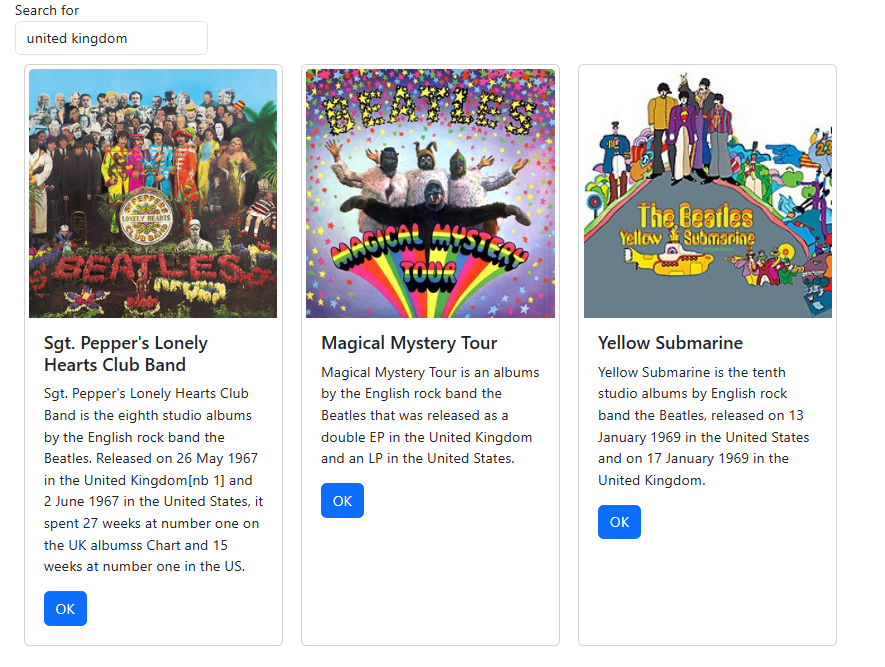 Search for
united kingdom
SGT. PEPPERS
LONELY HEARTS
CLUB BAND
BEATLES
Sgt. Pepper's Lonely
Hearts Club Band
Sgt. Pepper's Lonely Hearts Club
Band is the eighth studio albums
by the English rock band the
Beatles. Released on 26 May 1967
in the United Kingdom[nb 1] and
2 June 1967 in the United States, it
spent 27 weeks at number one on
the UK albumss Chart and 15
weeks at number one in the US.
OK
BEATLES
MAGICAL MYSTERY
TOUR
Magical Mystery Tour
Magical Mystery Tour is an albums
by the English rock band the
Beatles that was released as a
double EP in the United Kingdom
and an LP in the United States.
OK
The Beatles
Yellow Submarine
Yellow Submarine
Yellow Submarine is the tenth
studio albums by English rock
band the Beatles, released on 13
January 1969 in the United States
and on 17 January 1969 in the
United Kingdom.
OK